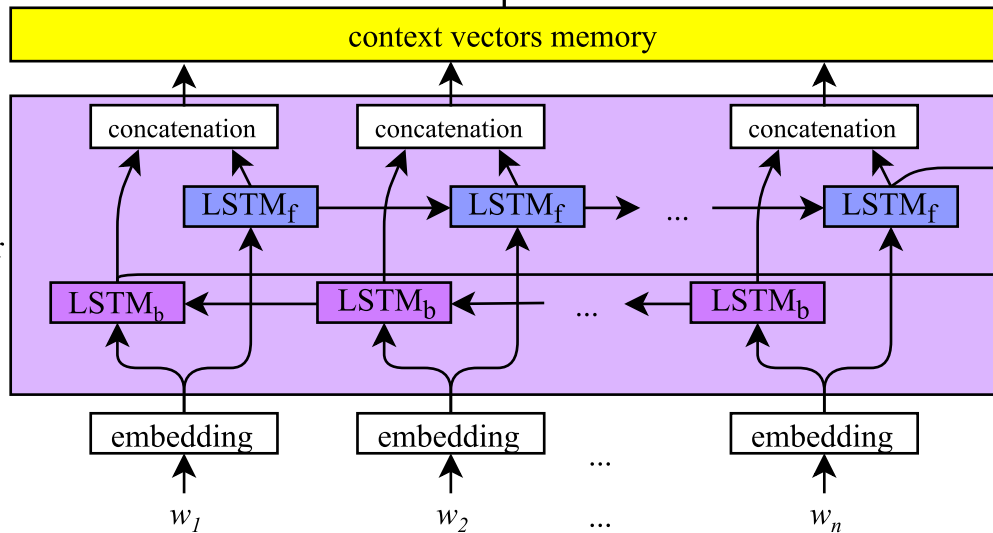 context vectors memory
concatenation concatenation concatenation
LSTMf LSTMf ... LSTMf
LSTMb LSTMb ... LSTMb
embedding embedding ... embedding
w1 w2 ... wn